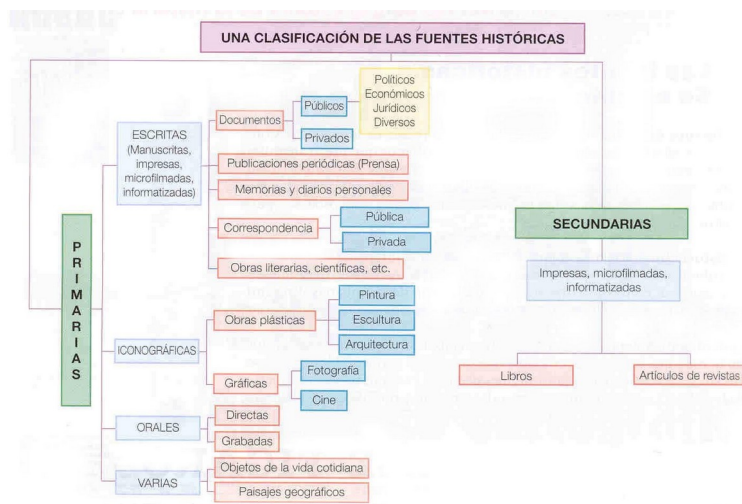 UNA CLASIFICACIÓN DE LAS FUENTES HISTÓRICAS
PRIMARIAS
ESCRITAS
(Manuscritas,
impresas,
microfilmadas,
informatizadas)
Documentos
Públicos
Políticos
Económicos
Jurídicos
Diversos
Privados
Publicaciones periódicas (Prensa)
Memorias y diarios personales
Correspondencia
Pública
Privada
Obras literarias, científicas, etc.
ICONOGRÁFICAS
Obras plásticas
Pintura
Escultura
Arquitectura
Gráficas
Fotografía
Cine
ORALES
Directas
Grabadas
VARIAS
Objetos de la vida cotidiana
Paisajes geográficos
SECUNDARIAS
Impresas, microfilmadas,
informatizadas
Libros
Artículos de revistas